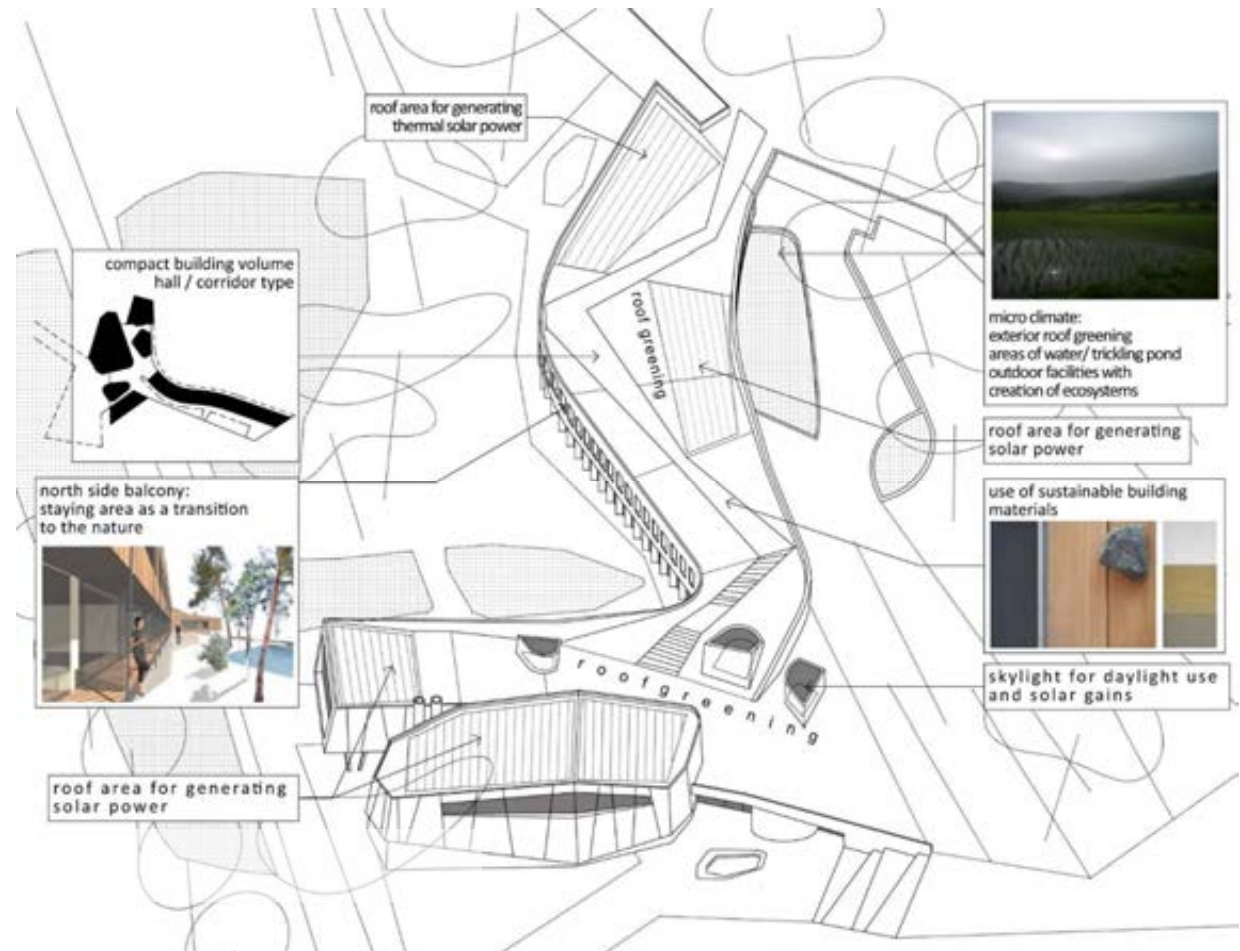 roof area for generating
thermal solar power
compact building volume
hall / corridor type
north side balcony:
staying area as a transition
to the nature
roof area for generating
solar power
roof greening
roofgreening
micro climate:
exterior roof greening
areas of water/ trickling pond
outdoor facilities with
creation of ecosystems
roof area for generating
solar power
use of sustainable building
materials
skylight for daylight use
and solar gains